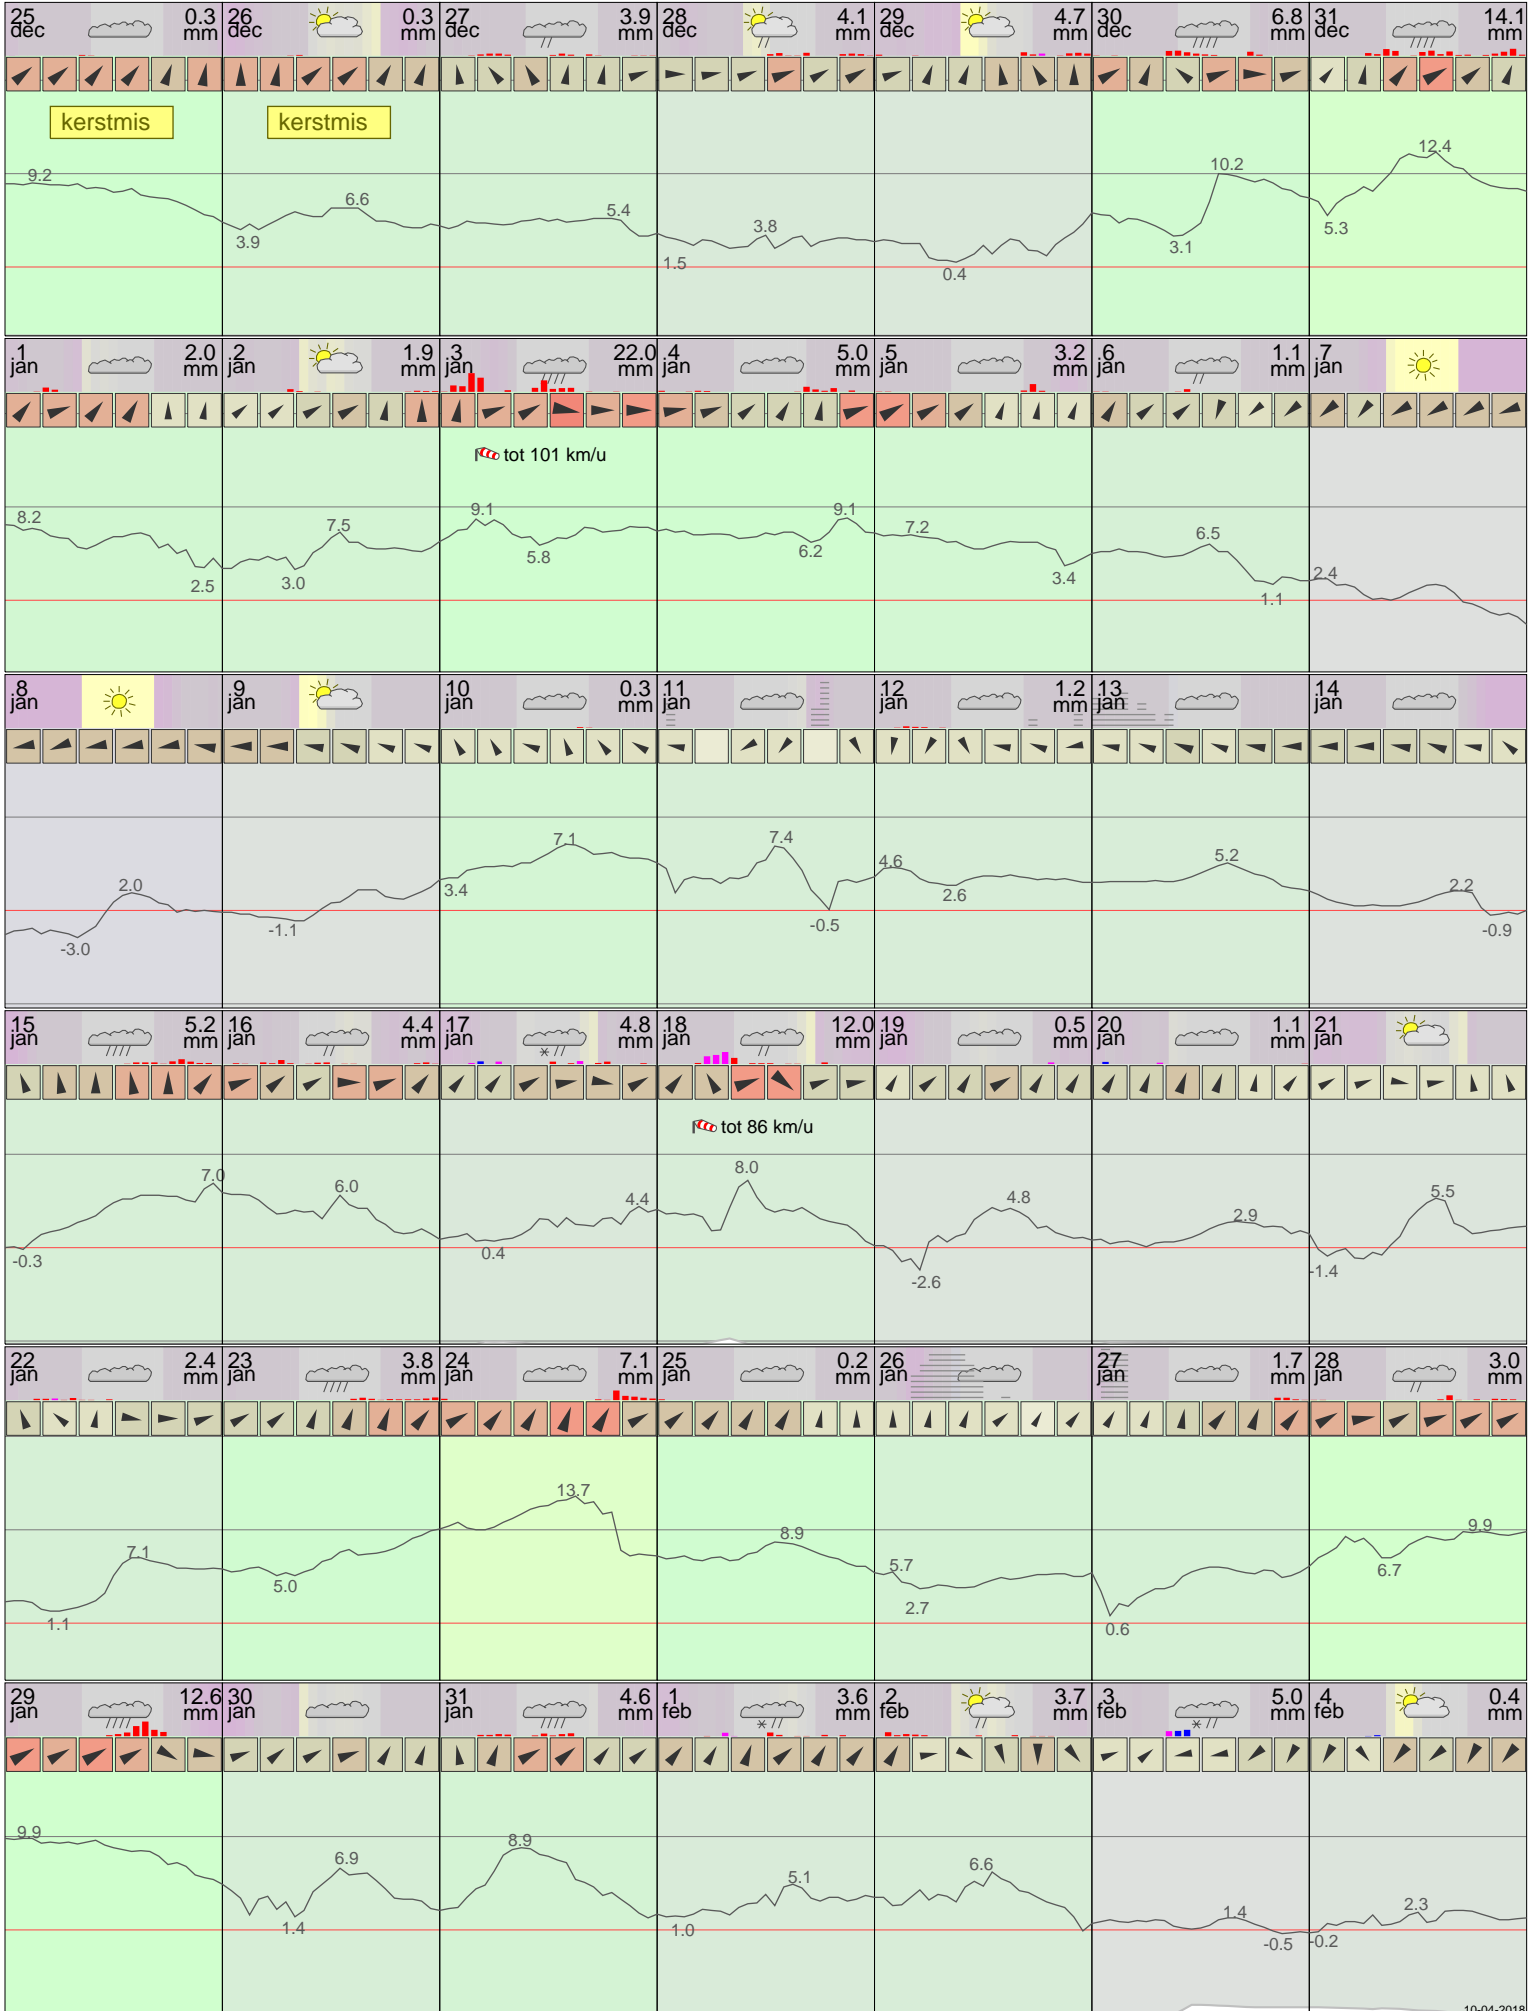 25 dec 0.3 mm
26 dec 0.3 mm
27 dec 3.9 mm
28 dec 4.1 mm
29 dec 4.7 mm
30 dec 6.8 mm
31 dec 14.1 mm
kerstmis
kerstmis
9.2
3.9
6.6
5.4
1.5
3.8
0.4
3.1
10.2
5.3
12.4
1 jan 2.0 mm
2 jan 1.9 mm
3 jan 22.0 mm
4 jan 5.0 mm
5 jan 3.2 mm
6 jan 1.1 mm
7 jan
tot 101 km/u
8.2
2.5
3.0
7.5
9.1
5.8
6.2
9.1
7.2
3.4
6.5
1.1
2.4
8 jan
9 jan
10 jan 0.3 mm
11 jan
12 jan 1.2 mm
13 jan
14 jan
-3.0
2.0
-1.1
3.4
7.1
7.4
-0.5
4.6
2.6
5.2
2.2
-0.9
15 jan 5.2 mm
16 jan 4.4 mm
17 jan 4.8 mm
18 jan 12.0 mm
19 jan 0.5 mm
20 jan 1.1 mm
21 jan
tot 86 km/u
-0.3
7.0
6.0
0.4
4.4
8.0
-2.6
4.8
2.9
-1.4
5.5
22 jan 2.4 mm
23 jan 3.8 mm
24 jan 7.1 mm
25 jan 0.2 mm
26 jan
27 jan 1.7 mm
28 jan 3.0 mm
1.1
7.1
5.0
13.7
8.9
5.7
2.7
0.6
6.7
9.9
29 jan 12.6 mm
30 jan
31 jan 4.6 mm
1 feb 3.6 mm
2 feb 3.7 mm
3 feb 5.0 mm
4 feb 0.4 mm
9.9
1.4
6.9
8.9
1.0
5.1
6.6
1.4
-0.5
-0.2
2.3
10-04-2018